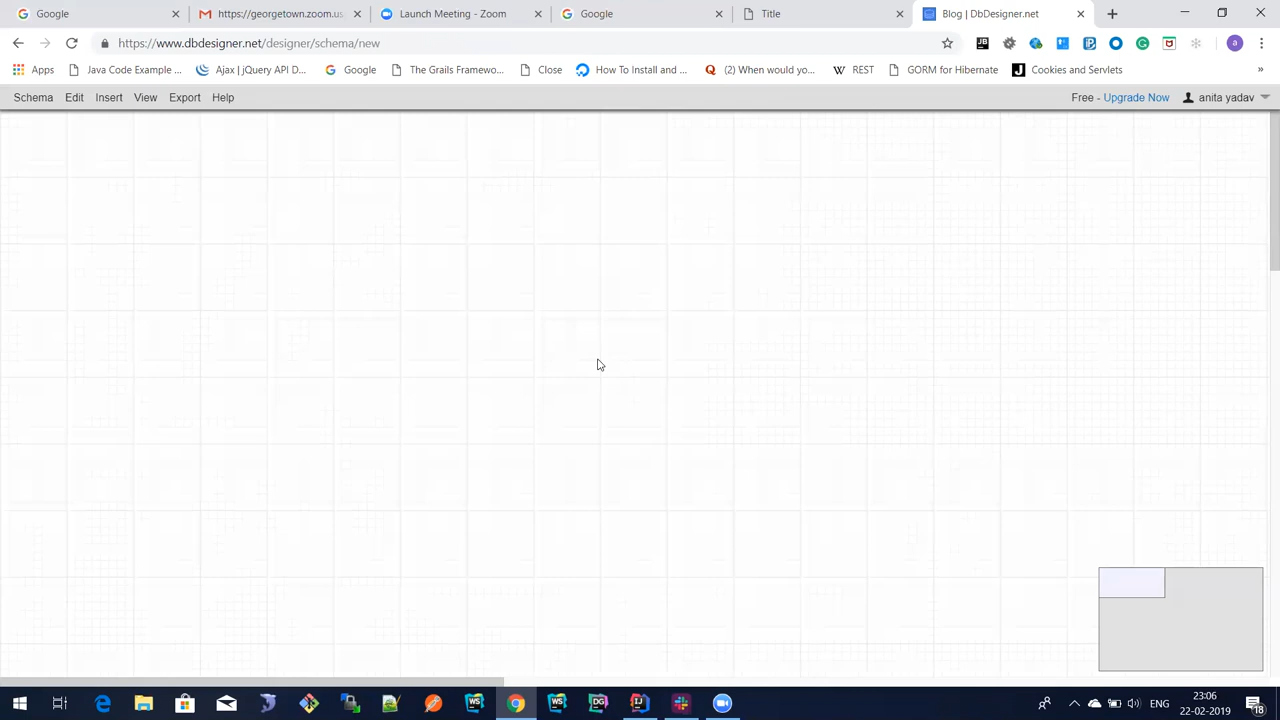 Google
https://georgetown.zoom.us
Launch Meeting - Zoom
Google
Title
Blog | DbDesigner.net
https://www.dbdesigner.net/designer/schema/new
Apps
Java Code Example ...
Ajax | jQuery API D...
Google
The Grails Framewo...
Close
How To Install and ...
(2) When would yo...
REST
GORM for Hibernate
Cookies and Servlets
Schema Edit Insert View Export Help
Free - Upgrade Now
anita yadav
ENG
23:06
22-02-2019